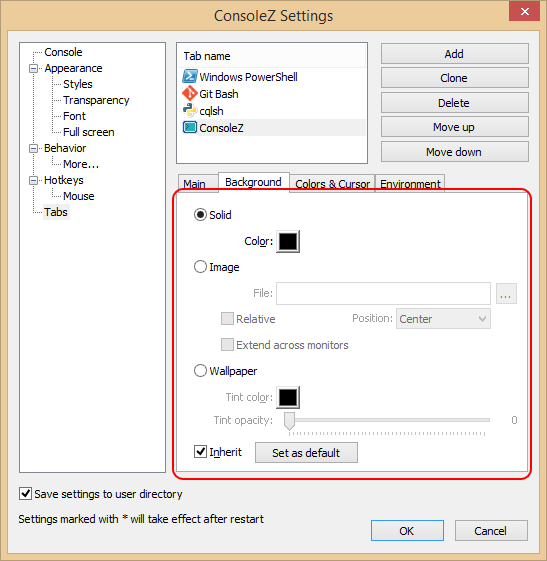 ConsoleZ Settings
Console
Appearance
Styles
Transparency
Font
Full screen
Behavior
More...
Hotkeys
Mouse
Tabs
Tab name
Windows PowerShell
Git Bash
cqlsh
ConsoleZ
Add
Clone
Delete
Move up
Move down
Main Background Colors & Cursor Environment
Solid
Color:
Image
File: ...
Relative Position: Center
Extend across monitors
Wallpaper
Tint color:
Tint opacity: 0
Inherit Set as default
Save settings to user directory
Settings marked with * will take effect after restart
OK Cancel